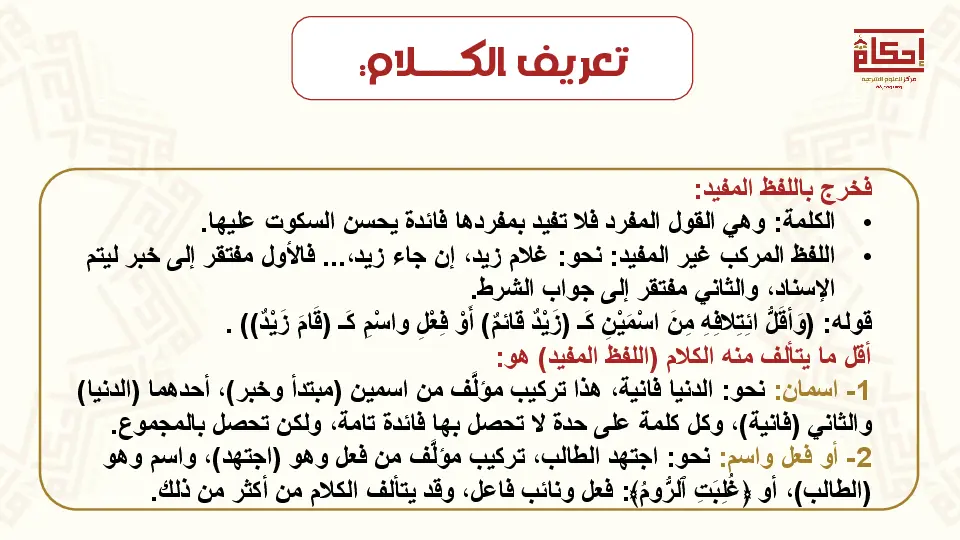 تعريف الكـــــلام:
إحكام
مركز للعلوم الشرعية
فخرج باللفظ المفيد:
• الكلمة: وهي القول المفرد فلا تفيد بمفردها فائدة يحسن السكوت عليها.
• اللفظ المركب غير المفيد: نحو: غلام زيد، إن جاء زيد،... فالأول مفتقر إلى خبر ليتم
الإسناد، والثاني مفتقر إلى جواب الشرط.
قوله: (وَأقَلُّ ائتِلافِهِ مِنَ اسْمَيْنِ كَـ (زَيْدٌ قائمٌ) أَوْ فِعْلٍ واسْمٍ كَـ (قَامَ زَيْدٌ)) .
أقل ما يتألف منه الكلام (اللفظ المفيد) هو:
1- اسمان: نحو: الدنيا فانية، هذا تركيب مؤلَّف من اسمين (مبتدأ وخبر)، أحدهما (الدنيا)
والثاني (فانية)، وكل كلمة على حدة لا تحصل بها فائدة تامة، ولكن تحصل بالمجموع.
2- أو فعل واسم: نحو: اجتهد الطالب، تركيب مؤلَّف من فعل وهو (اجتهد)، واسم وهو
(الطالب)، أو ﴿غُلِبَتِ ٱلرُّومُ﴾: فعل ونائب فاعل، وقد يتألف الكلام من أكثر من ذلك.